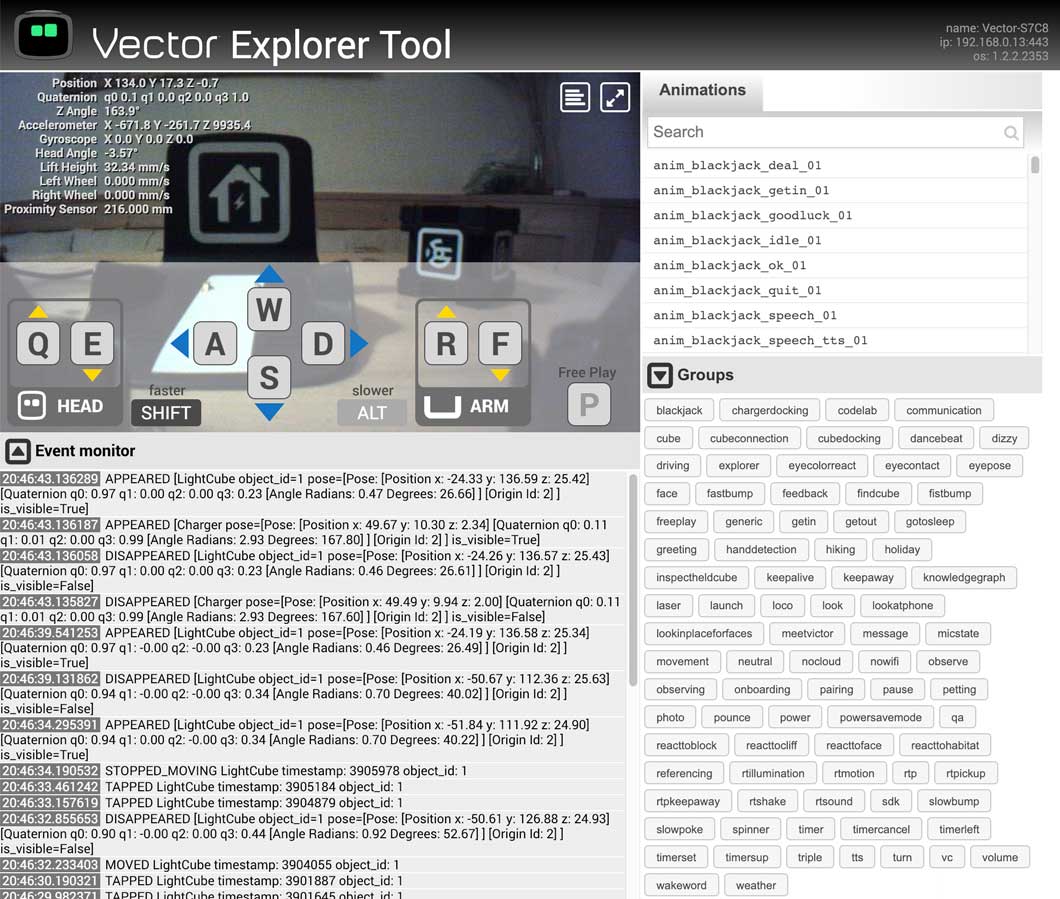 Vector Explorer Tool
name: Vector-S7C8
ip: 192.168.0.13:443
os: 1.2.2.2353
Position X 134.0 Y 17.3 Z -0.7
Quaternion q0 0.1 q1 0.0 q2 0.0 q3 1.0
Z Angle 163.9°
Accelerometer X -671.8 Y -261.7 Z 9935.4
Gyroscope X 0.0 Y 0.0 Z 0.0
Head Angle -3.57°
Lift Height 32.34 mm/s
Left Wheel 0.000 mm/s
Right Wheel 0.000 mm/s
Proximity Sensor 216.000 mm
Q E
HEAD
W
A D
S
faster
SHIFT
slower
ALT
R F
ARM
Free Play
P
Event monitor
20:46:43.136289 APPEARED [LightCube object_id=1 pose=[Pose: [Position x: -24.33 y: 136.59 z: 25.42]
[Quaternion q0: 0.97 q1: 0.00 q2: 0.00 q3: 0.23 [Angle Radians: 0.47 Degrees: 26.66] ] [Origin Id: 2] ]
is_visible=True]
20:46:43.136187 APPEARED [Charger pose=[Pose: [Position x: 49.67 y: 10.30 z: 2.34] [Quaternion q0: 0.11
q1: 0.01 q2: 0.00 q3: 0.99 [Angle Radians: 2.93 Degrees: 167.80] ] [Origin Id: 2] ] is_visible=True]
20:46:43.136058 DISAPPEARED [LightCube object_id=1 pose=[Pose: [Position x: -24.26 y: 136.57 z: 25.43]
[Quaternion q0: 0.97 q1: 0.00 q2: 0.00 q3: 0.23 [Angle Radians: 0.46 Degrees: 26.61] ] [Origin Id: 2] ]
is_visible=False]
20:46:43.135827 DISAPPEARED [Charger pose=[Pose: [Position x: 49.49 y: 9.94 z: 2.00] [Quaternion q0: 0.11
q1: 0.01 q2: 0.00 q3: 0.99 [Angle Radians: 2.93 Degrees: 167.60] ] [Origin Id: 2] ] is_visible=False]
20:46:39.541253 APPEARED [LightCube object_id=1 pose=[Pose: [Position x: -24.19 y: 136.58 z: 25.34]
[Quaternion q0: 0.97 q1: -0.00 q2: -0.00 q3: 0.23 [Angle Radians: 0.46 Degrees: 26.49] ] [Origin Id: 2] ]
is_visible=True]
20:46:39.131862 DISAPPEARED [LightCube object_id=1 pose=[Pose: [Position x: -50.67 y: 112.36 z: 25.63]
[Quaternion q0: 0.94 q1: -0.00 q2: -0.00 q3: 0.34 [Angle Radians: 0.70 Degrees: 40.02] ] [Origin Id: 2] ]
is_visible=False]
20:46:34.295391 APPEARED [LightCube object_id=1 pose=[Pose: [Position x: -51.84 y: 111.92 z: 24.90]
[Quaternion q0: 0.94 q1: 0.00 q2: -0.00 q3: 0.34 [Angle Radians: 0.70 Degrees: 40.22] ] [Origin Id: 2] ]
is_visible=True]
20:46:34.190532 STOPPED_MOVING LightCube timestamp: 3905978 object_id: 1
20:46:33.461242 TAPPED LightCube timestamp: 3905184 object_id: 1
20:46:33.157619 TAPPED LightCube timestamp: 3904879 object_id: 1
20:46:32.855653 DISAPPEARED [LightCube object_id=1 pose=[Pose: [Position x: -50.61 y: 126.88 z: 24.93]
[Quaternion q0: 0.90 q1: -0.00 q2: 0.00 q3: 0.44 [Angle Radians: 0.92 Degrees: 52.67] ] [Origin Id: 2] ]
is_visible=False]
20:46:32.233403 MOVED LightCube timestamp: 3904055 object_id: 1
20:46:30.190321 TAPPED LightCube timestamp: 3901887 object_id: 1
20:46:29.982371 TAPPED LightCube timestamp: 3901645 object_id: 1
Animations
Search
anim_blackjack_deal_01
anim_blackjack_getin_01
anim_blackjack_goodluck_01
anim_blackjack_idle_01
anim_blackjack_ok_01
anim_blackjack_quit_01
anim_blackjack_speech_01
anim_blackjack_speech_tts_01
Groups
blackjack chargerdocking codelab communication
cube cubeconnection cubedocking dancebeat dizzy
driving explorer eyecolorreact eyecontact eyepose
face fastbump feedback findcube fistbump
freeplay generic getin getout gotosleep
greeting handdetection hiking holiday
inspectheldcube keepalive keepaway knowledgegraph
laser launch loco look lookatphone
lookinplaceforfaces meetvictor message micstate
movement neutral nocloud nowifi observe
observing onboarding pairing pause petting
photo pounce power powersavemode qa
reacttoblock reacttocliff reacttoface reacttohabitat
referencing rtillumination rtmotion rtp rtpickup
rtpkeepaway rtshake rtsound sdk slowbump
slowpoke spinner timer timercancel timerleft
timerset timersup triple tts turn vc volume
wakeword weather